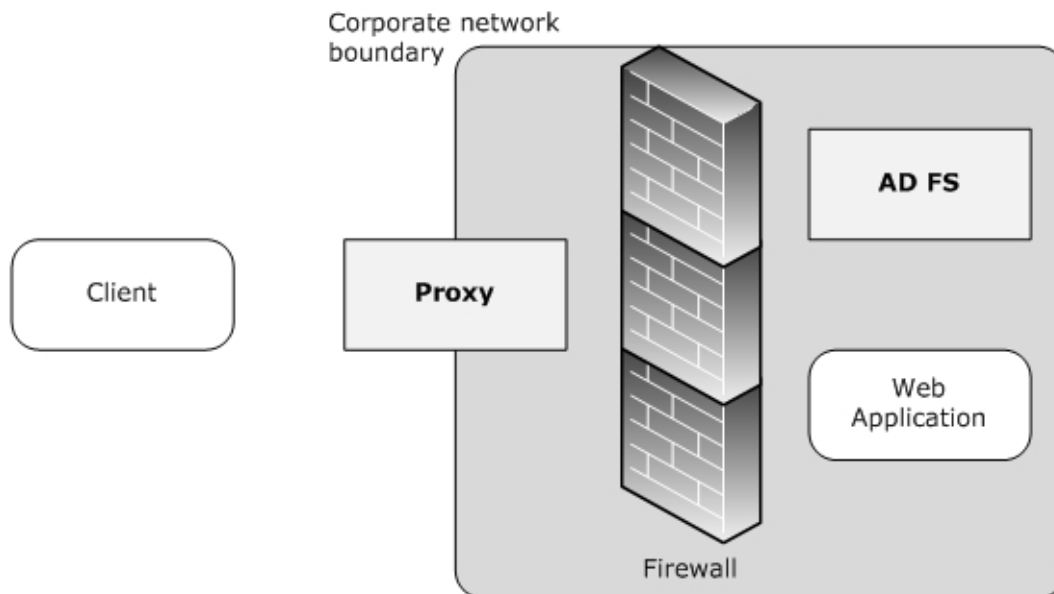 Corporate network
boundary
AD FS
Client
Proxy
Web
Application
Firewall